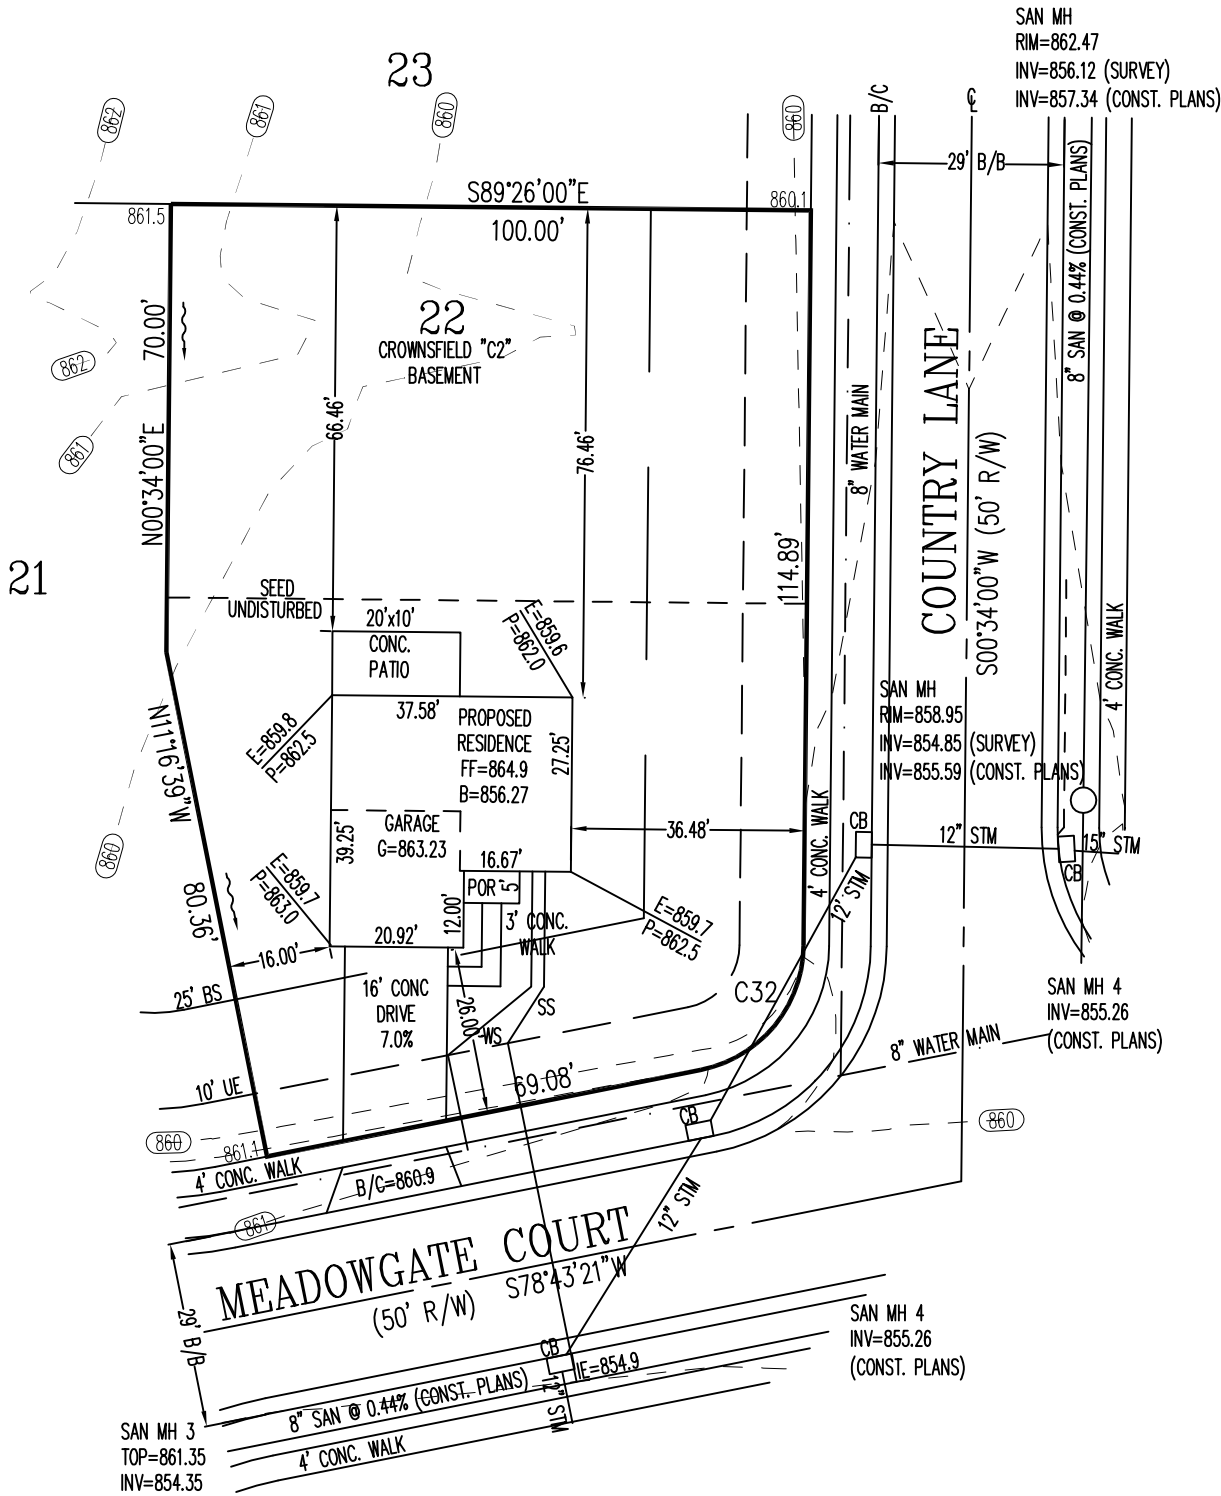 SAN MH
RIM=862.47
INV=856.12 (SURVEY)
INV=857.34 (CONST. PLANS)
23
862
861
860
860
B/C
℄
29' B/B
8" SAN @ 0.44% (CONST. PLANS)
S89°26'00"E
100.00'
861.5
860.1
70.00'
N00°34'00"E
22
CROWNSFIELD "C2"
BASEMENT
862
861
66.46'
76.46'
8" WATER MAIN
COUNTRY LANE
S00°34'00"W (50' R/W)
114.89'
21
SEED
UNDISTURBED
20'x10'
CONC.
PATIO
E=859.6
P=862.0
4' CONC. WALK
37.58'
PROPOSED
RESIDENCE
FF=864.9
B=856.27
27.25'
E=859.8
P=862.5
N11°16'39"W
80.36'
SAN MH
RIM=858.95
INV=854.85 (SURVEY)
INV=855.59 (CONST. PLANS)
GARAGE
G=863.23
39.25'
36.48'
4' CONC. WALK
CB
12" STM
15" STM
CB
860
16.67'
POR
5'
E=859.7
P=863.0
12.00'
3' CONC.
WALK
E=859.7
P=862.5
12' STM
20.92'
16.00'
25' BS
16' CONC
DRIVE
7.0%
26.00'
WS
SS
C32
SAN MH 4
INV=855.26
(CONST. PLANS)
8" WATER MAIN
10' UE
69.08'
CB
860
860
861.1
4' CONC. WALK
B/C=860.9
861
12" STM
MEADOWGATE COURT
(50' R/W)
S78°43'21"W
29' B/B
SAN MH 4
INV=855.26
(CONST. PLANS)
CB
IE=854.9
12" STM
8" SAN @ 0.44% (CONST. PLANS)
4' CONC. WALK
SAN MH 3
TOP=861.35
INV=854.35